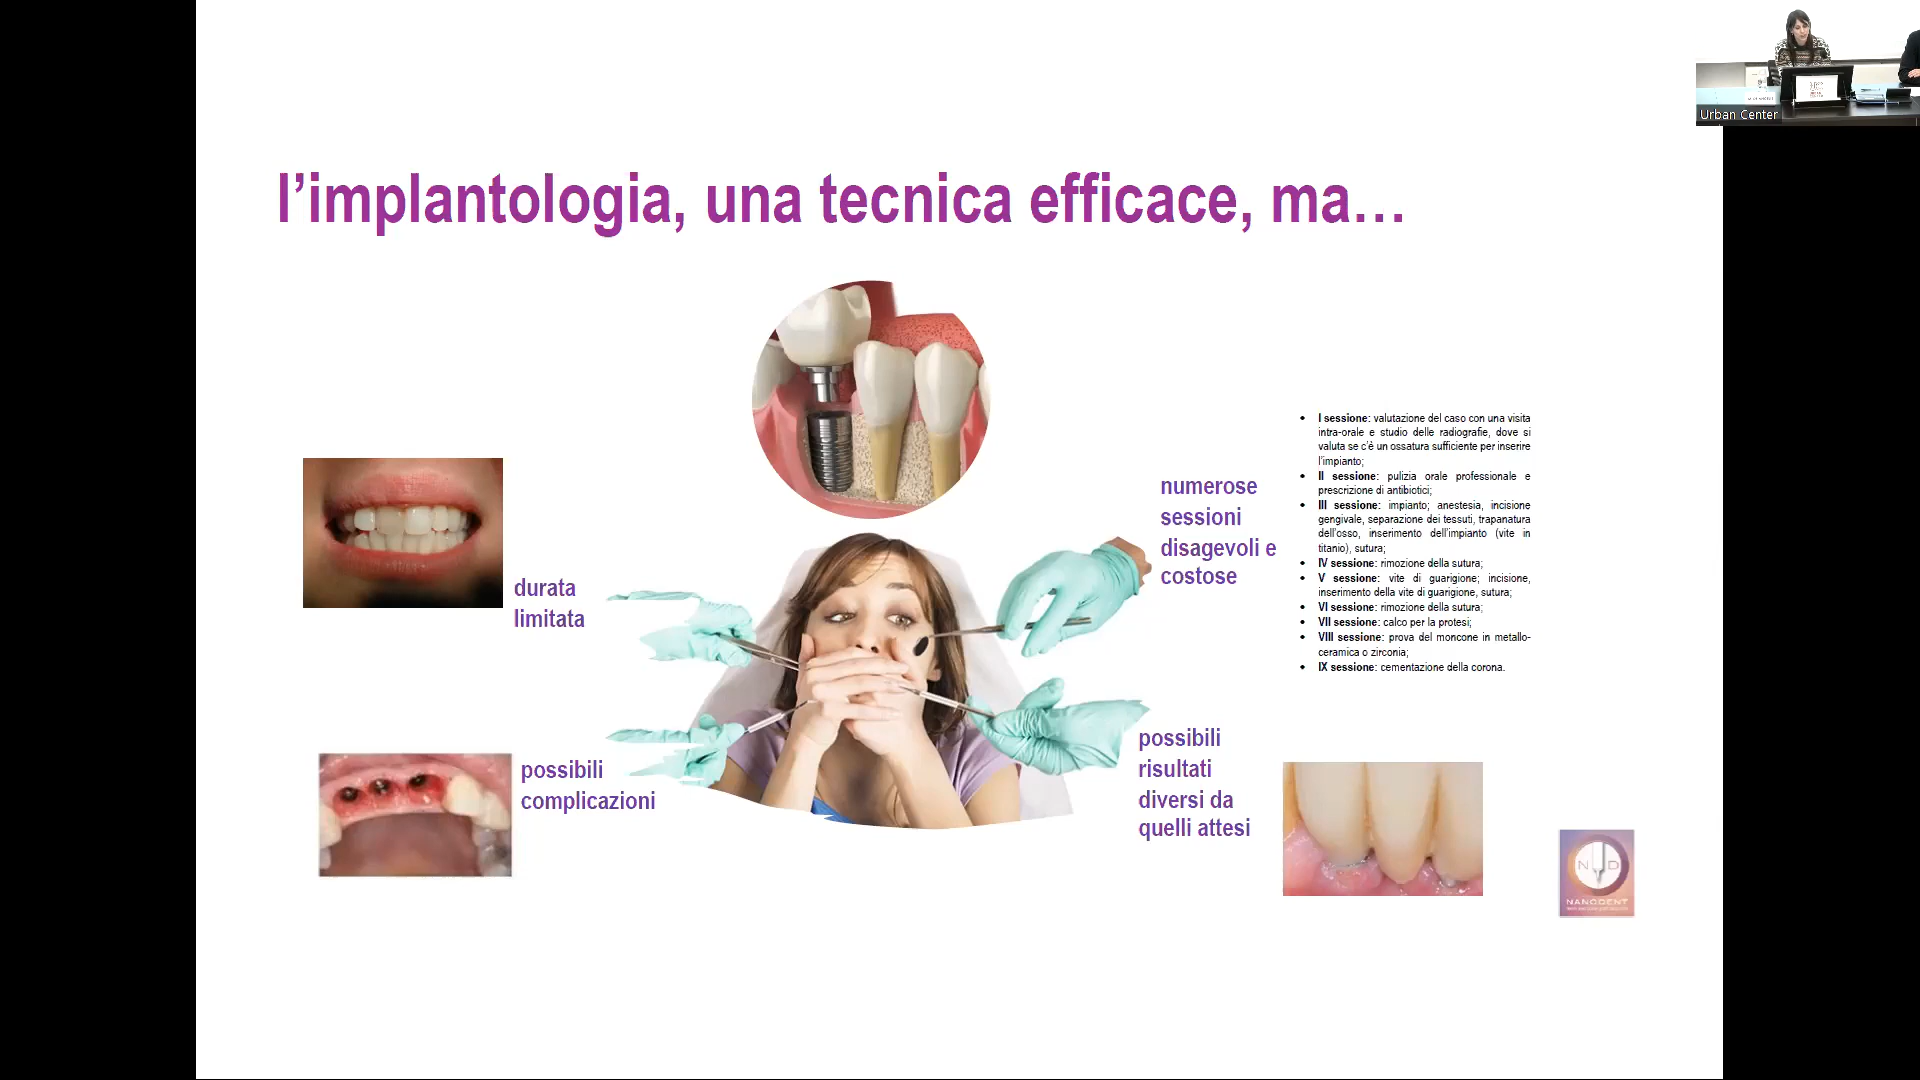 Urban Center
l’implantologia, una tecnica efficace, ma…
durata
limitata
possibili
complicazioni
numerose
sessioni
disagevoli e
costose
• I sessione: valutazione del caso con una visita
intra-orale e studio delle radiografie, dove si
valuta se c'è un ossatura sufficiente per inserire
l'impianto;
• II sessione: pulizia orale professionale e
prescrizione di antibiotici;
• III sessione: impianto; anestesia, incisione
gengivale, separazione dei tessuti, trapanatura
dell'osso, inserimento dell'impianto (vite in
titanio), sutura;
• IV sessione: rimozione della sutura;
• V sessione: vite di guarigione; incisione,
inserimento della vite di guarigione, sutura;
• VI sessione: rimozione della sutura;
• VII sessione: calco per la protesi;
• VIII sessione: prova del moncone in metallo-
ceramica o zirconia;
• IX sessione: cementazione della corona.
possibili
risultati
diversi da
quelli attesi
N D
NANODENT